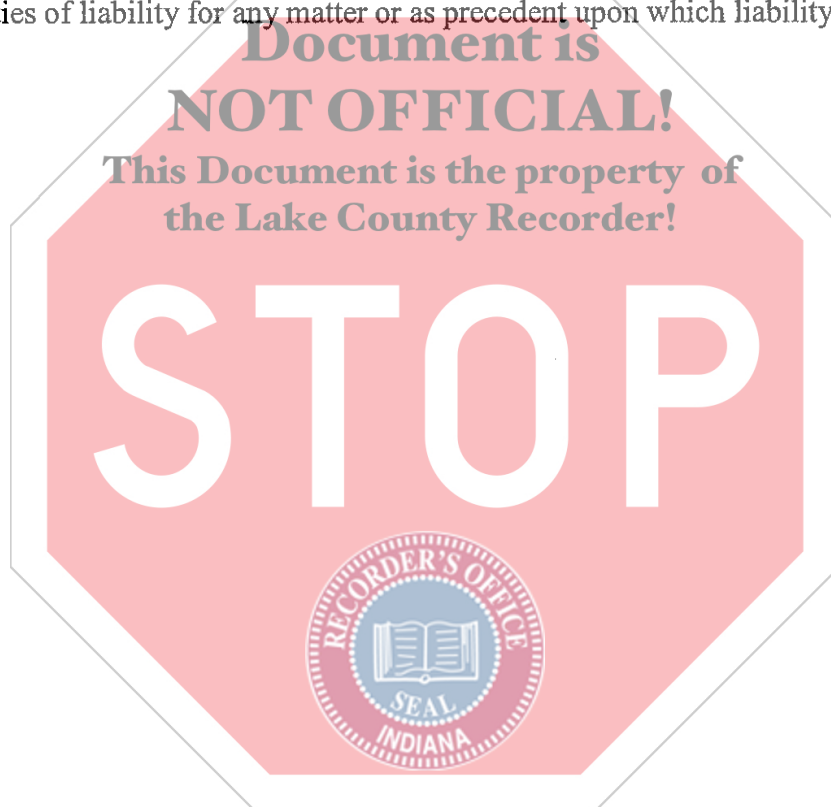 ies of liability for any matter or as precedent upon which liability
Document is
NOT OFFICIAL!
This Document is the property of
the Lake County Recorder!
STOP
RECORDER'S OFFICE
SEAL
INDIANA